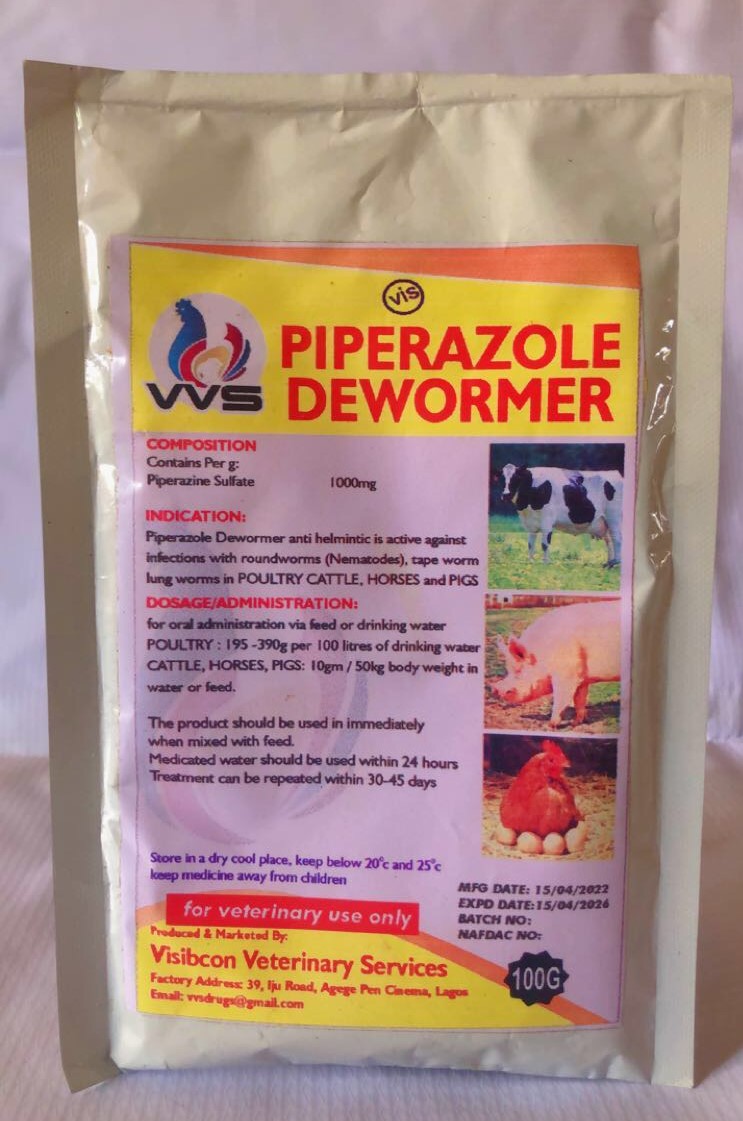 vis
VVS
PIPERAZOLE
DEWORMER
COMPOSITION
Contains Per g:
Piperazine Sulfate 1000mg
INDICATION:
Piperazole Dewormer anti helmintic is active against
infections with roundworms (Nematodes), tape worm
lung worms in POULTRY CATTLE, HORSES and PIGS
DOSAGE/ADMINISTRATION:
for oral administration via feed or drinking water
POULTRY : 195 -390g per 100 litres of drinking water
CATTLE, HORSES, PIGS: 10gm / 50kg body weight in
water or feed.
The product should be used in immediately
when mixed with feed.
Medicated water should be used within 24 hours
Treatment can be repeated within 30-45 days
Store in a dry cool place, keep below 20°c and 25°c
keep medicine away from children
MFG DATE: 15/04/2022
EXPD DATE:15/04/2026
BATCH NO:
NAFDAC NO:
for veterinary use only
Produced & Marketed By:
Visibcon Veterinary Services
Factory Address: 39, Iju Road, Agege Pen Cinema, Lagos
Email: vvsdrugs@gmail.com
100G